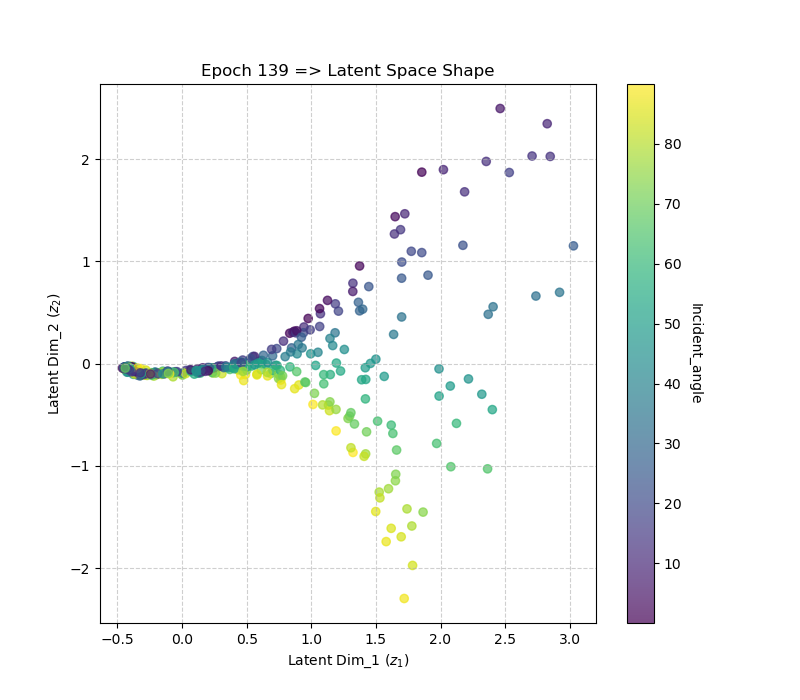 Epoch 139 => Latent Space Shape
2
1
0
−1
−2
Latent Dim_2 (z₂)
−0.5 0.0 0.5 1.0 1.5 2.0 2.5 3.0
Latent Dim_1 (z₁)
80
70
60
50
40
30
20
10
Incident_angle